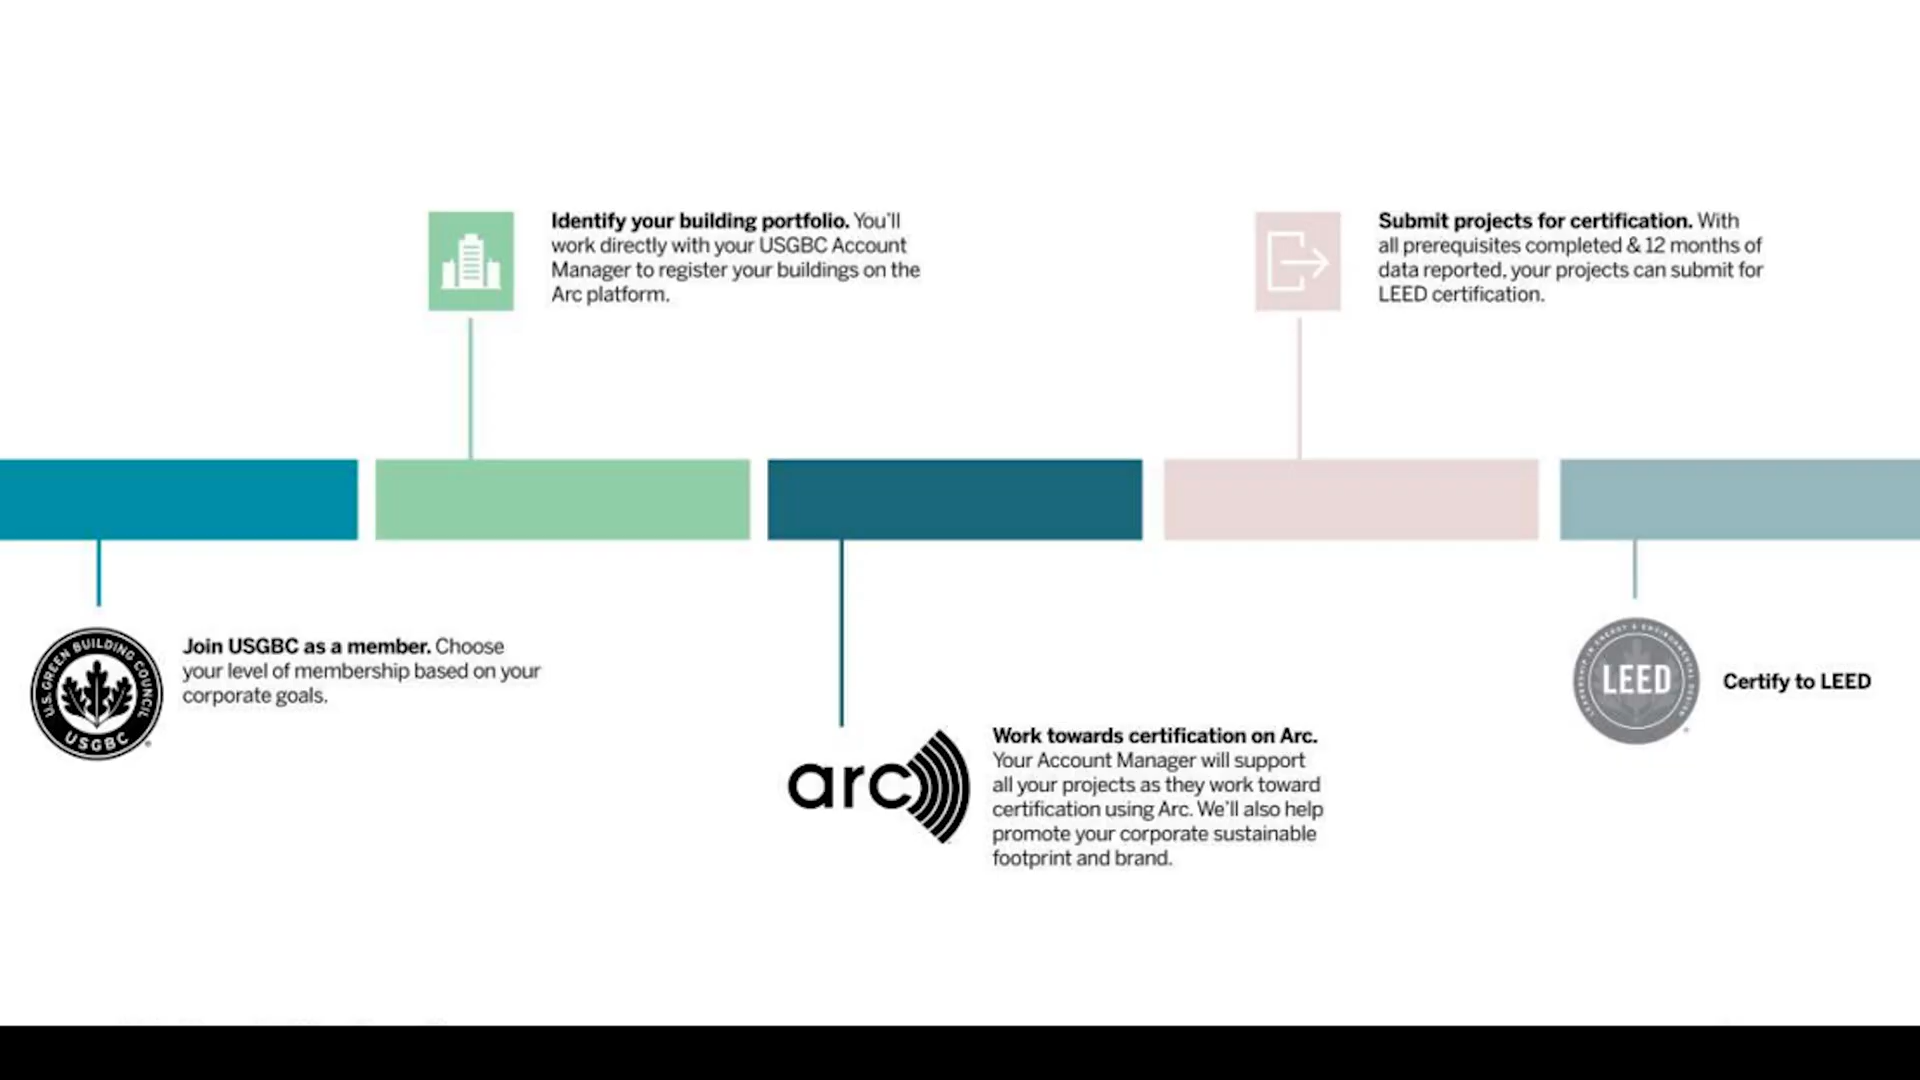 Identify your building portfolio. You'll
work directly with your USGBC Account
Manager to register your buildings on the
Arc platform.
Submit projects for certification. With
all prerequisites completed & 12 months of
data reported, your projects can submit for
LEED certification.
U.S. GREEN BUILDING COUNCIL
USGBC
Join USGBC as a member. Choose
your level of membership based on your
corporate goals.
arc
Work towards certification on Arc.
Your Account Manager will support
all your projects as they work toward
certification using Arc. We'll also help
promote your corporate sustainable
footprint and brand.
LEADERSHIP IN ENERGY & ENVIRONMENTAL DESIGN
LEED
Certify to LEED